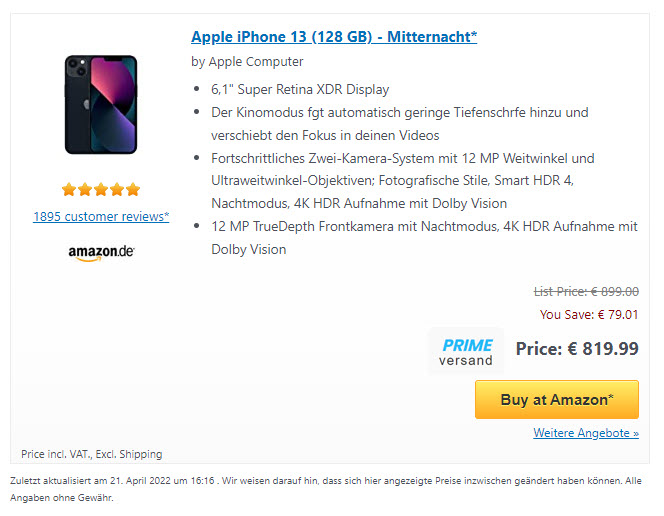 Apple iPhone 13 (128 GB) - Mitternacht*
by Apple Computer
6,1" Super Retina XDR Display
Der Kinomodus fgt automatisch geringe Tiefenschrfe hinzu und
verschiebt den Fokus in deinen Videos
Fortschrittliches Zwei-Kamera-System mit 12 MP Weitwinkel und
Ultraweitwinkel-Objektiven; Fotografische Stile, Smart HDR 4,
Nachtmodus, 4K HDR Aufnahme mit Dolby Vision
12 MP TrueDepth Frontkamera mit Nachtmodus, 4K HDR Aufnahme mit
Dolby Vision
1895 customer reviews*
amazon.de
List Price: € 899.00
You Save: € 79.01
PRIME
versand
Price: € 819.99
Buy at Amazon*
Weitere Angebote »
Price incl. VAT., Excl. Shipping
Zuletzt aktualisiert am 21. April 2022 um 16:16 . Wir weisen darauf hin, dass sich hier angezeigte Preise inzwischen geändert haben können. Alle
Angaben ohne Gewähr.